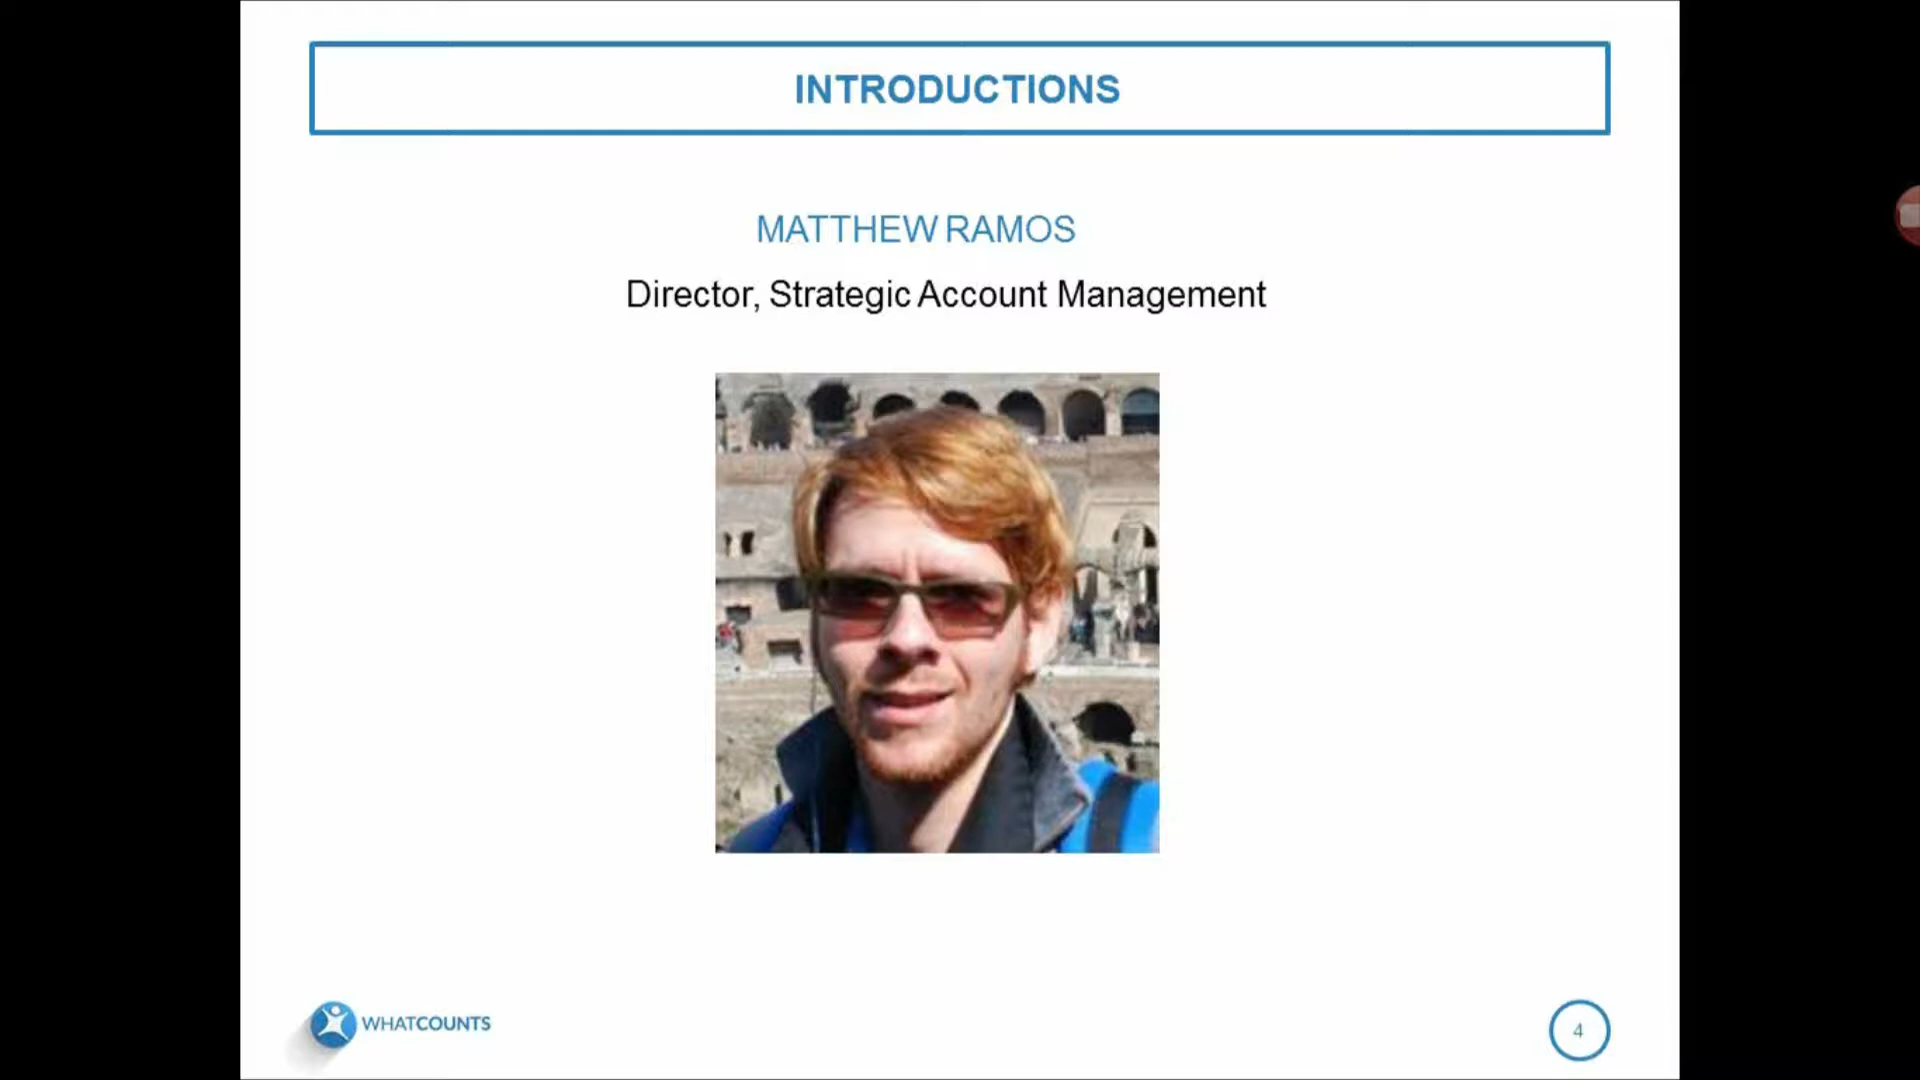 INTRODUCTIONS
MATTHEW RAMOS
Director, Strategic Account Management
WHATCOUNTS
4